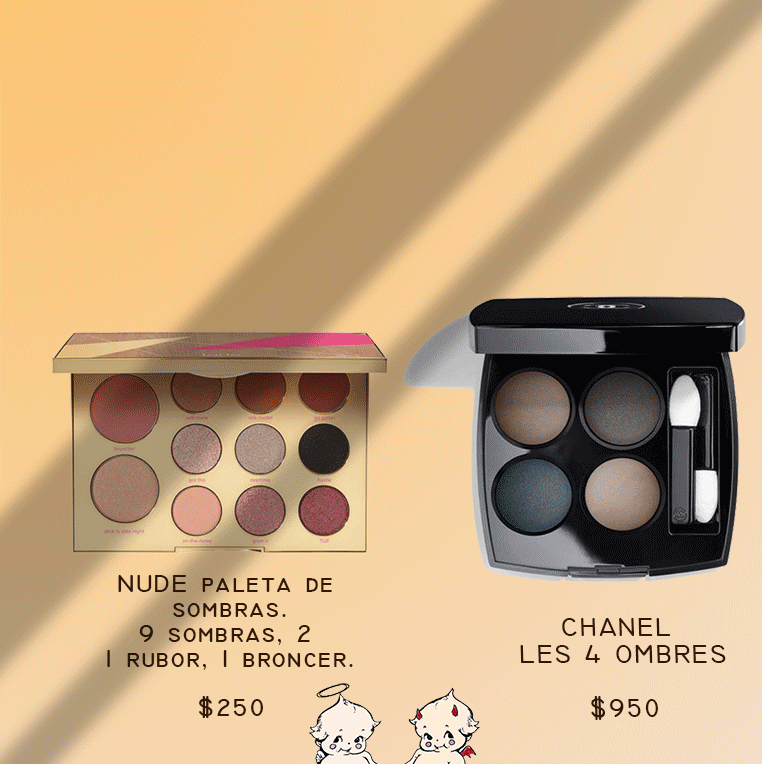 NUDE PALETA DE
SOMBRAS.
9 SOMBRAS, 2
1 RUBOR, 1 BRONCER.
$250
CHANEL
LES 4 OMBRES
$950